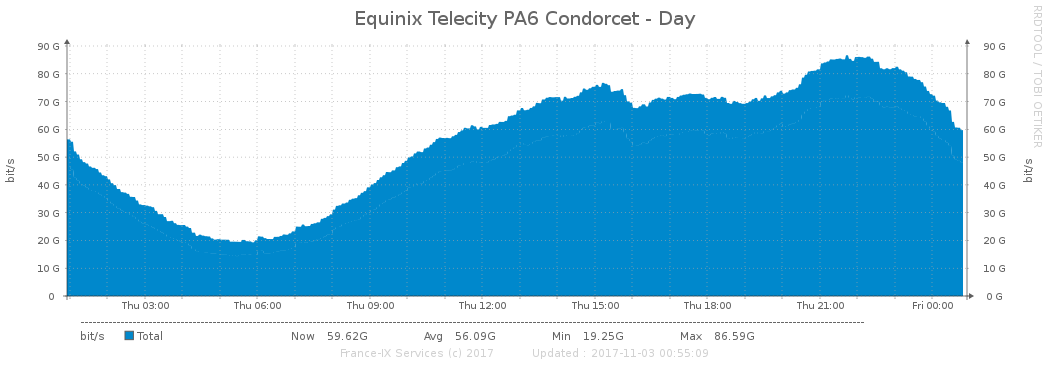 Equinix Telecity PA6 Condorcet - Day
RRDTOOL / TOBI OETIKER
90 G 90 G
80 G 80 G
70 G 70 G
60 G 60 G
50 G 50 G
40 G 40 G
30 G 30 G
20 G 20 G
10 G 10 G
0 0 G
bit/s
bit/s
Thu 03:00 Thu 06:00 Thu 09:00 Thu 12:00 Thu 15:00 Thu 18:00 Thu 21:00 Fri 00:00
bit/s Total Now 59.62G Avg 56.09G Min 19.25G Max 86.59G
France-IX Services (c) 2017 Updated : 2017-11-03 00:55:09